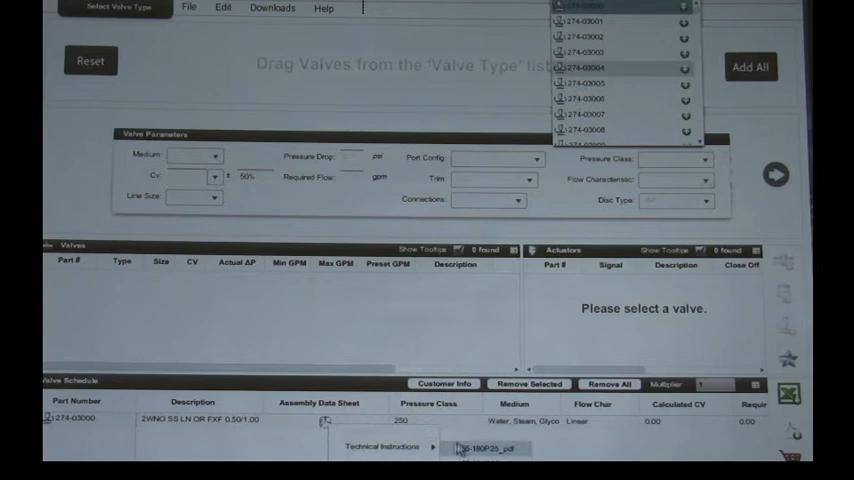 Select Valve Type File Edit Downloads Help
274-03001
274-03002
274-03003
274-03004
274-03005
274-03006
274-03007
274-03008
Reset
Drag Valves from the 'Valve Type' list
Add All
Valve Parameters
Medium: Pressure Drop: psi Port Config: Pressure Class:
Cv: ± 50% Required Flow: gpm Trim: Flow Characteristic:
Line Size: Connections: Disc Type:
Valves Show Tooltips 0 found
Part # Type Size CV Actual ΔP Min GPM Max GPM Preset GPM Description
Actuators Show Tooltips 0 found
Part # Signal Description Close Off
Please select a valve.
Valve Schedule Customer Info Remove Selected Remove All Multiplier 1
Part Number Description Assembly Data Sheet Pressure Class Medium Flow Char Calculated CV Requir
274-03000 2WNO SS LN OR FXF 0.50/1.00 250 Water, Steam, Glyco Linear 0.00 0.00
Technical Instructions